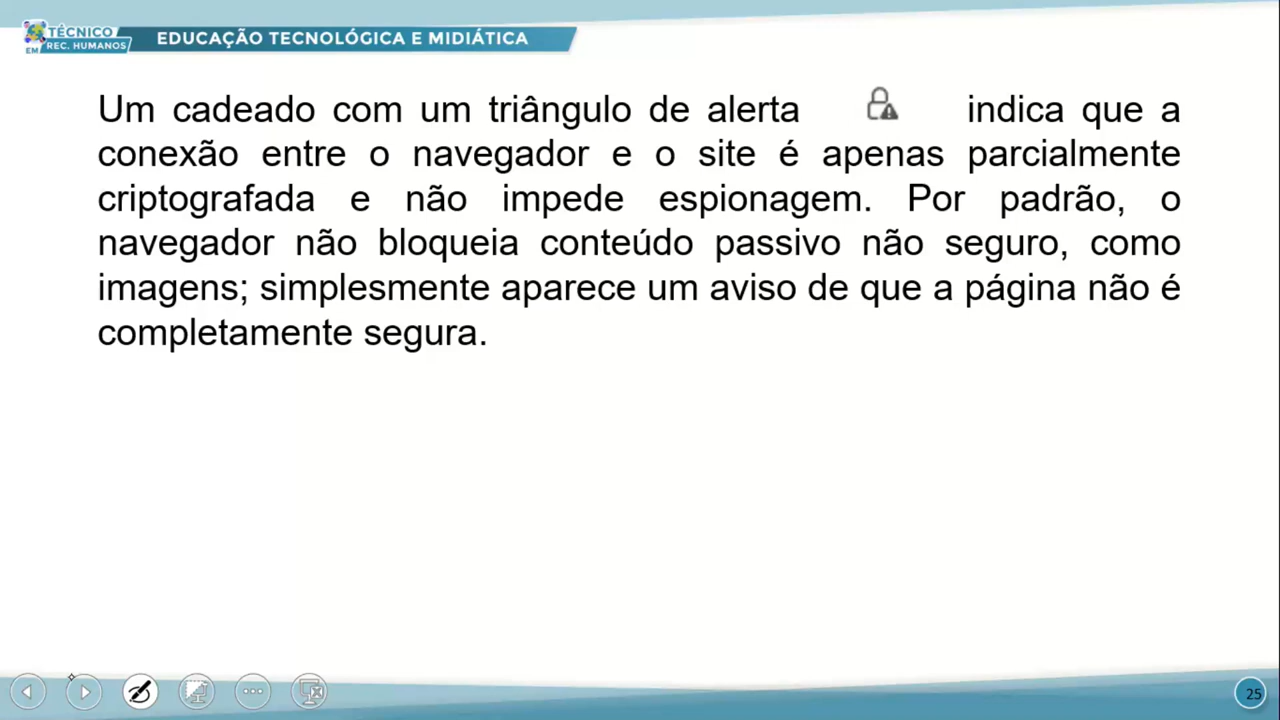 TÉCNICO
EM REC. HUMANOS
EDUCAÇÃO TECNOLÓGICA E MIDIÁTICA
Um cadeado com um triângulo de alerta indica que a
conexão entre o navegador e o site é apenas parcialmente
criptografada e não impede espionagem. Por padrão, o
navegador não bloqueia conteúdo passivo não seguro, como
imagens; simplesmente aparece um aviso de que a página não é
completamente segura.
25